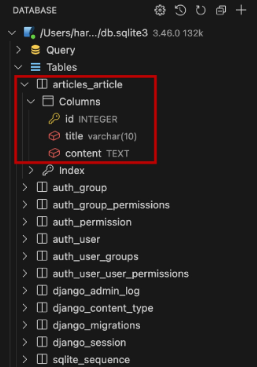 DATABASE
/Users/har.../db.sqlite3 3.46.0 132k
Query
Tables
articles_article
Columns
id INTEGER
title varchar(10)
content TEXT
Index
auth_group
auth_group_permissions
auth_permission
auth_user
auth_user_groups
auth_user_user_permissions
django_admin_log
django_content_type
django_migrations
django_session
sqlite_sequence